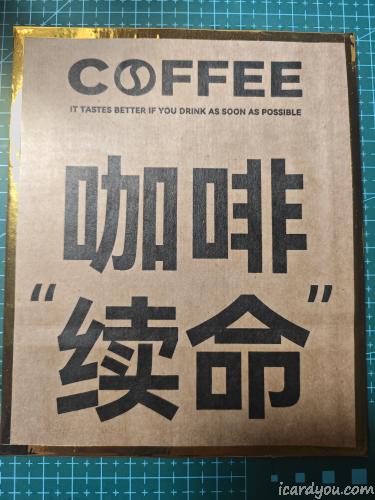 COFFEE
IT TASTES BETTER IF YOU DRINK AS SOON AS POSSIBLE
咖啡
“续命”
icardyou.com